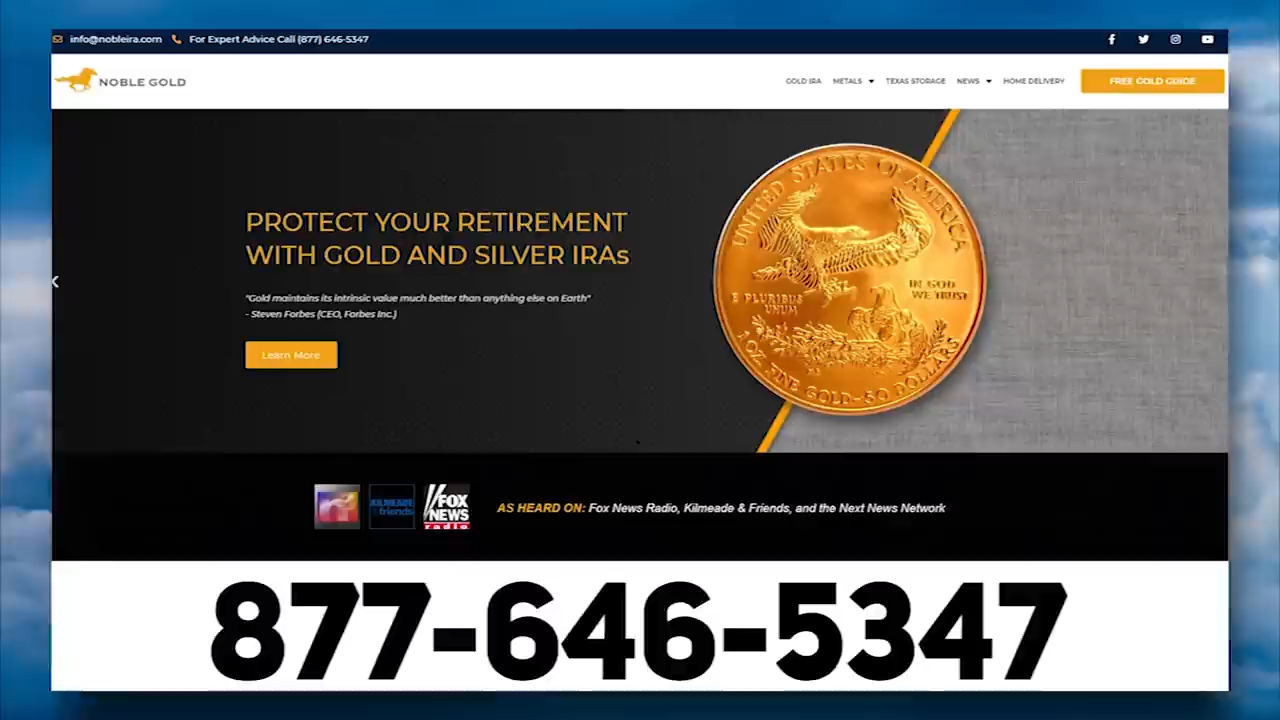 info@nobleira.com For Expert Advice Call (877) 646-5347
NOBLE GOLD
GOLD IRA METALS TEXAS STORAGE NEWS HOME DELIVERY FREE GOLD GUIDE
PROTECT YOUR RETIREMENT
WITH GOLD AND SILVER IRAs
"Gold maintains its intrinsic value much better than anything else on Earth"
- Steven Forbes (CEO, Forbes Inc.)
Learn More
UNITED STATES OF AMERICA
IN GOD
WE TRUST
E PLURIBUS
UNUM
1 OZ. FINE GOLD-50 DOLLARS
KILMEADE
& friends
FOX
NEWS
radio
AS HEARD ON: Fox News Radio, Kilmeade & Friends, and the Next News Network
877-646-5347